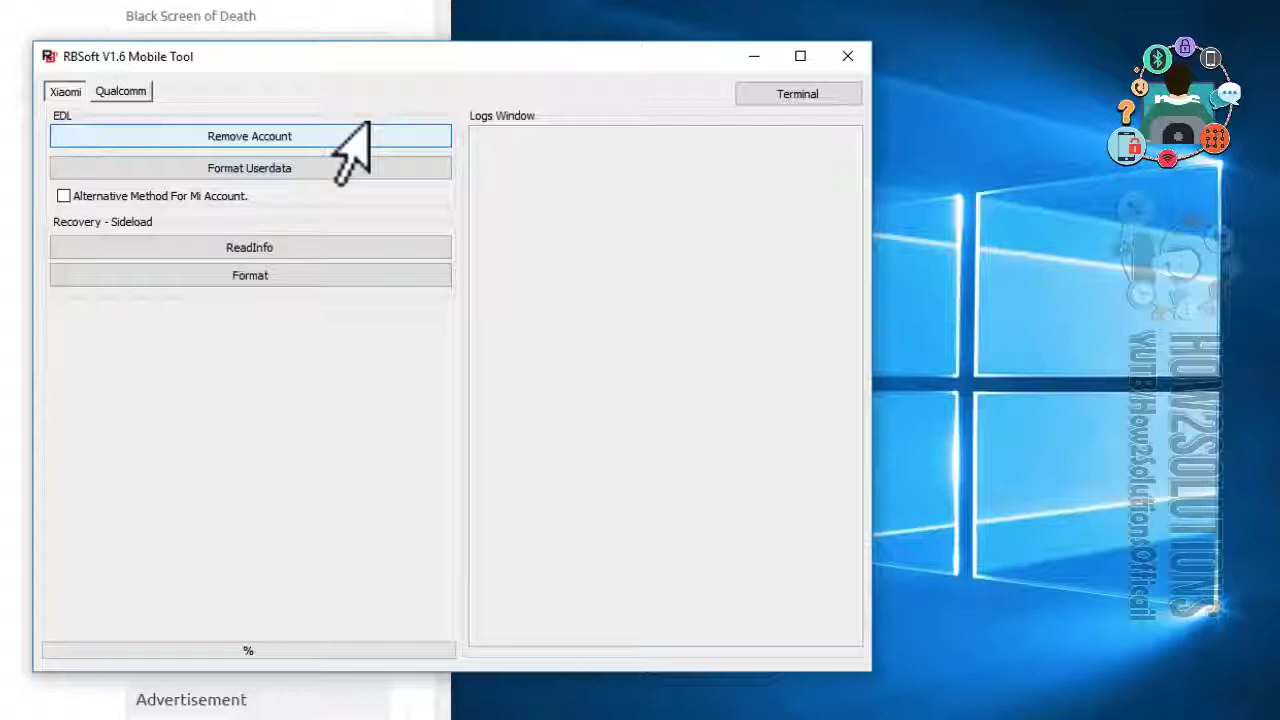 Black Screen of Death
RBSoft V1.6 Mobile Tool
Xiaomi
Qualcomm
Terminal
EDL
Logs Window
Remove Account
Format Userdata
Alternative Method For Mi Account.
Recovery - Sideload
ReadInfo
Format
%
Advertisement
HOW2SOLUTIONS